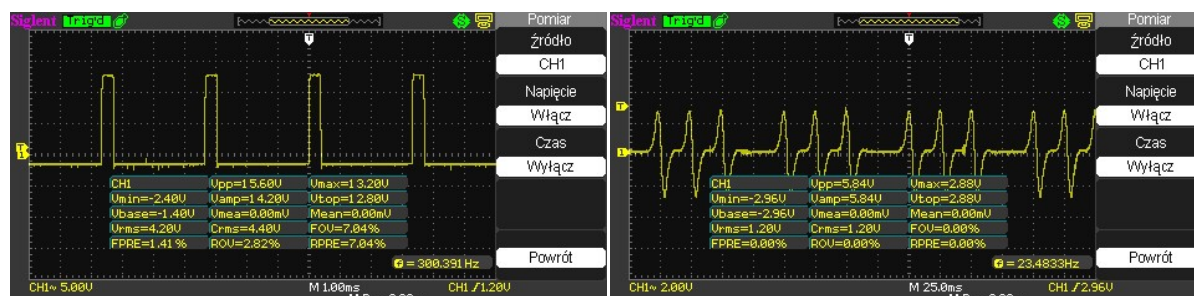 Siglent Trig'd
Pomiar
Źródło
CH1
Napięcie
Włącz
Czas
Wyłącz
Powrót
T
T
1
CH1 Vpp=15.60V Vmax=13.20V
Vmin=-2.40V Vamp=14.20V Vtop=12.80V
Vbase=-1.40V Vmea=0.00mV Mean=0.00mV
Vrms=4.20V Crms=4.40V FOV=7.04%
FPRE=1.41% ROV=2.82% RPRE=7.04%
= 300.391Hz
CH1~ 5.00V M 1.00ms CH1 1.20V
Siglent Trig'd
Pomiar
Źródło
CH1
Napięcie
Włącz
Czas
Wyłącz
Powrót
T
T
1
CH1 Vpp=5.84V Vmax=2.88V
Vmin=-2.96V Vamp=5.84V Vtop=2.88V
Vbase=-2.96V Vmea=0.00mV Mean=0.00mV
Vrms=1.20V Crms=1.20V FOV=0.00%
FPRE=0.00% ROV=0.00% RPRE=0.00%
= 23.4833Hz
CH1~ 2.00V M 25.0ms CH1 2.96V